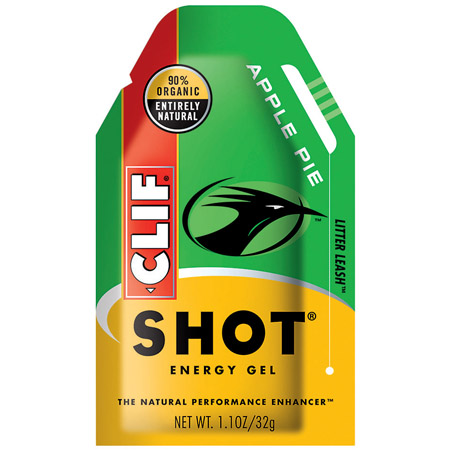 90%
ORGANIC
ENTIRELY
NATURAL
APPLE PIE
CLIF
LITTER LEASH™
™
SHOT®
ENERGY GEL
THE NATURAL PERFORMANCE ENHANCER™
NET WT. 1.1OZ/32g